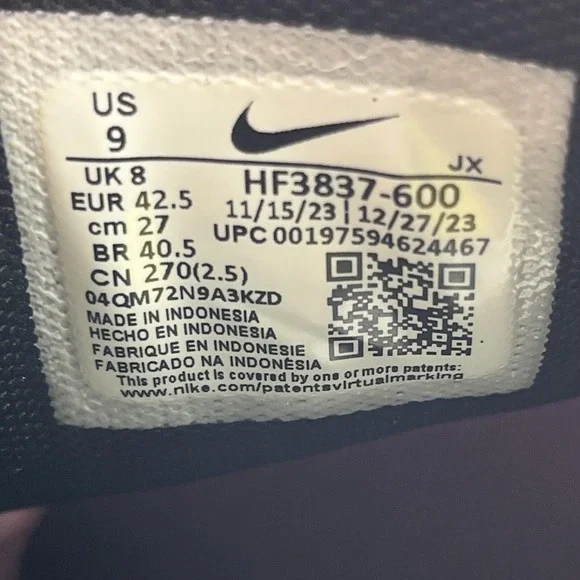 US
9
JX
UK 8
HF3837-600
EUR 42.5
11/15/23 | 12/27/23
cm 27
UPC 00197594624467
BR 40.5
CN 270(2.5)
04QM72N9A3KZD
MADE IN INDONESIA
HECHO EN INDONESIA
FABRIQUE EN INDONESIE
FABRICADO NA INDONÉSIA
This product is covered by one or more patents:
www.nike.com/patentsvirtualmarking